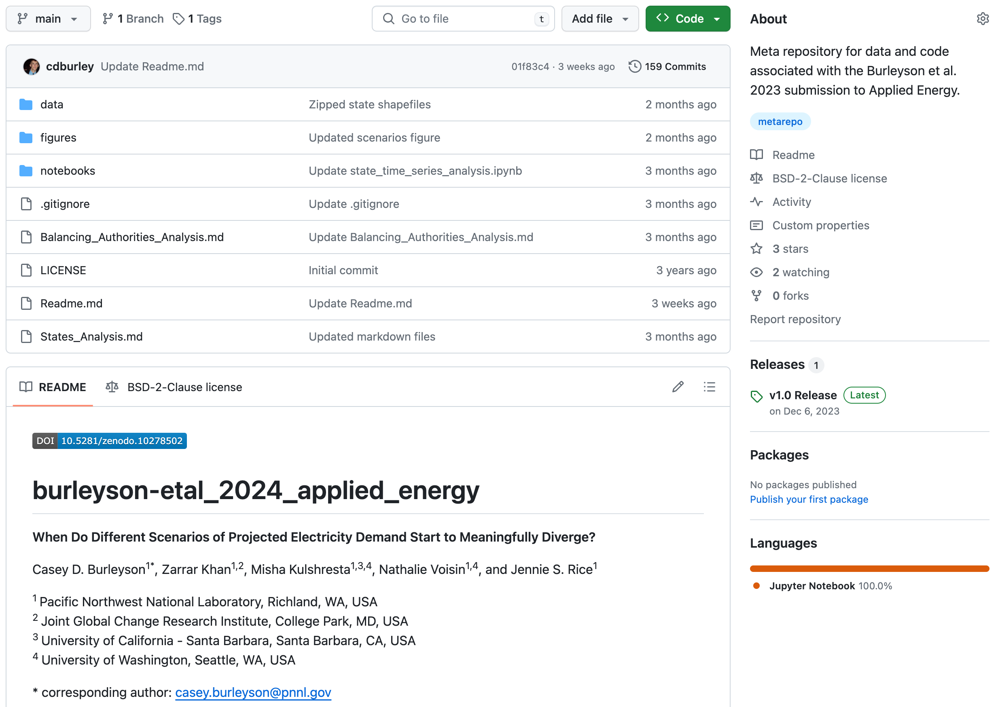 main
1 Branch
1 Tags
Go to file
t
Add file
Code
cdburley Update Readme.md
01f83c4 · 3 weeks ago
159 Commits
data Zipped state shapefiles 2 months ago
figures Updated scenarios figure 2 months ago
notebooks Update state_time_series_analysis.ipynb 3 months ago
.gitignore Update .gitignore 3 months ago
Balancing_Authorities_Analysis.md Update Balancing_Authorities_Analysis.md 3 months ago
LICENSE Initial commit 3 years ago
Readme.md Update Readme.md 3 weeks ago
States_Analysis.md Updated markdown files 3 months ago
README
BSD-2-Clause license
DOI 10.5281/zenodo.10278502
burleyson-etal_2024_applied_energy
When Do Different Scenarios of Projected Electricity Demand Start to Meaningfully Diverge?
Casey D. Burleyson1*, Zarrar Khan1,2, Misha Kulshresta1,3,4, Nathalie Voisin1,4, and Jennie S. Rice1
1 Pacific Northwest National Laboratory, Richland, WA, USA
2 Joint Global Change Research Institute, College Park, MD, USA
3 University of California - Santa Barbara, Santa Barbara, CA, USA
4 University of Washington, Seattle, WA, USA
* corresponding author: casey.burleyson@pnnl.gov
About
Meta repository for data and code
associated with the Burleyson et al.
2023 submission to Applied Energy.
metarepo
Readme
BSD-2-Clause license
Activity
Custom properties
3 stars
2 watching
0 forks
Report repository
Releases 1
v1.0 Release Latest
on Dec 6, 2023
Packages
No packages published
Publish your first package
Languages
Jupyter Notebook 100.0%